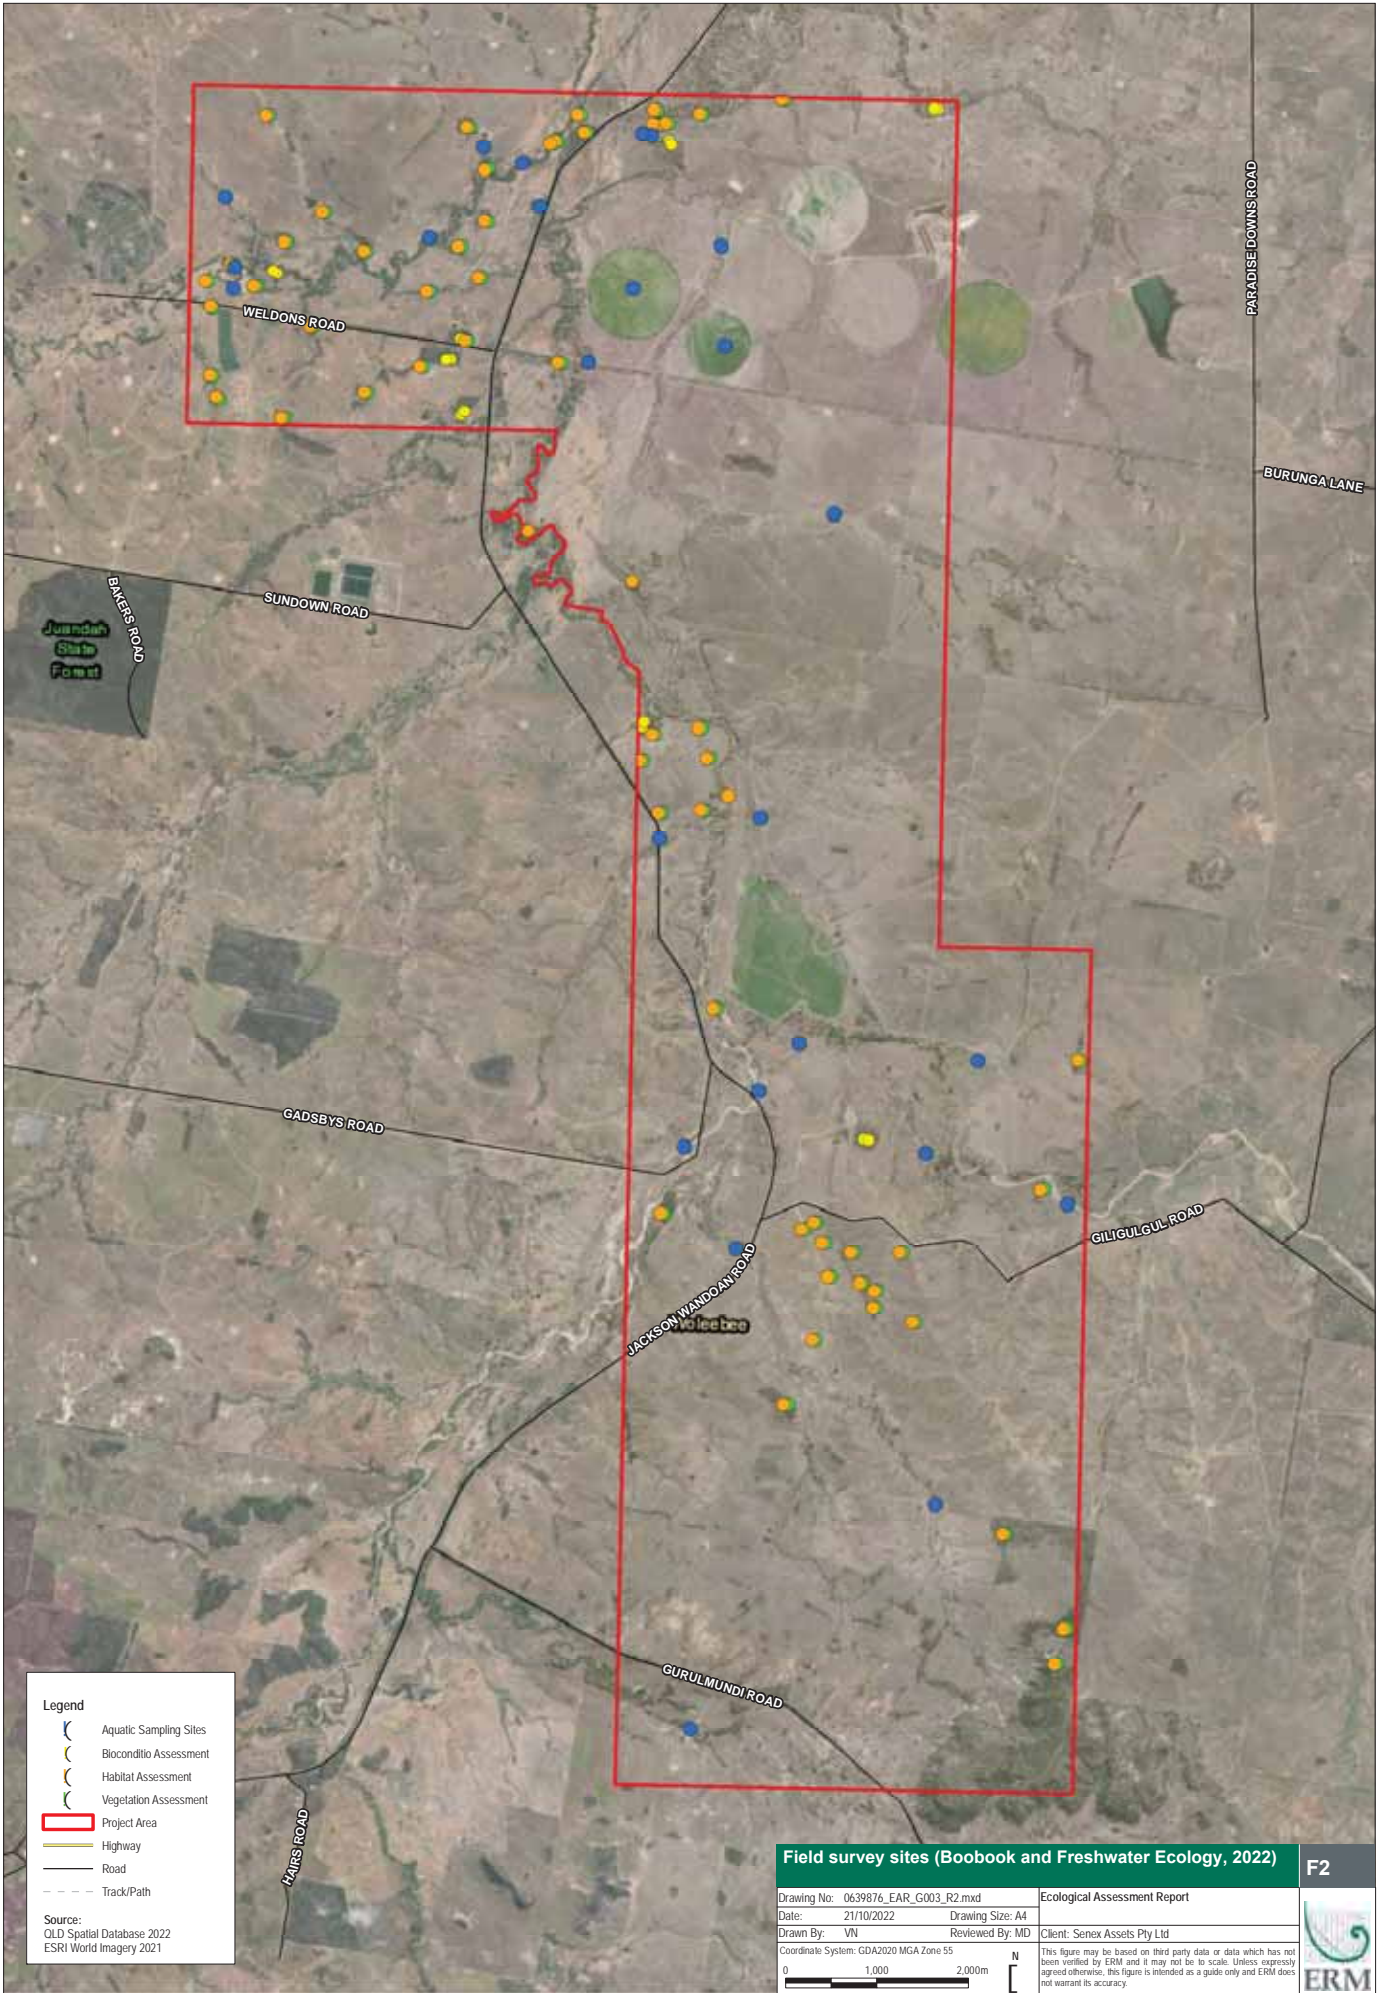 PARADISE DOWNS ROAD
WELDONS ROAD
BURUNGA LANE
BAKERS ROAD
SUNDOWN ROAD
Juandah
State
Forest
GADSBYS ROAD
GILIGULGUL ROAD
JACKSON WANDOAN ROAD
Woleebee
GURULMUNDI ROAD
HAIRS ROAD
Legend
Aquatic Sampling Sites
Bioconditio Assessment
Habitat Assessment
Vegetation Assessment
Project Area
Highway
Road
Track/Path
Source:
QLD Spatial Database 2022
ESRI World Imagery 2021
Field survey sites (Boobook and Freshwater Ecology, 2022)
F2
Drawing No: 0639876_EAR_G003_R2.mxd
Ecological Assessment Report
Date: 21/10/2022 Drawing Size: A4
Drawn By: VN Reviewed By: MD
Client: Senex Assets Pty Ltd
Coordinate System: GDA2020 MGA Zone 55
N
0 1,000 2,000m
[
This figure may be based on third party data or data which has not
been verified by ERM and it may not be to scale. Unless expressly
agreed otherwise, this figure is intended as a guide only and ERM does
not warrant its accuracy.
ERM